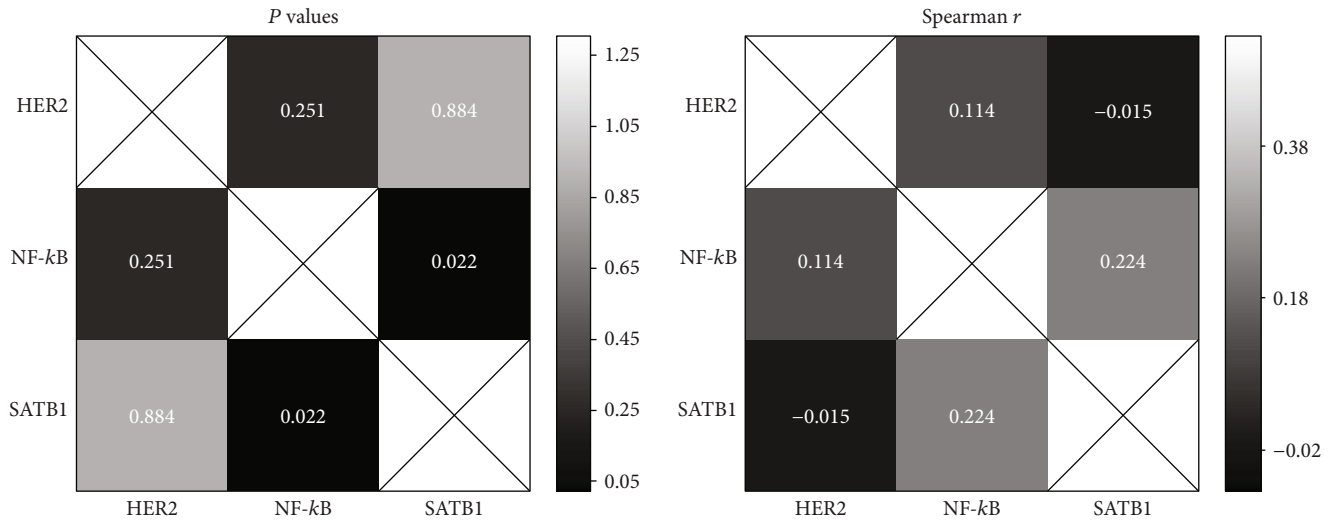 P values
HER2
0.251
0.884
NF-kB
0.251
0.022
SATB1
0.884
0.022
HER2
NF-kB
SATB1
1.25
1.05
0.85
0.65
0.45
0.25
0.05
Spearman r
HER2
0.114
−0.015
NF-kB
0.114
0.224
SATB1
−0.015
0.224
HER2
NF-kB
SATB1
0.38
0.18
−0.02